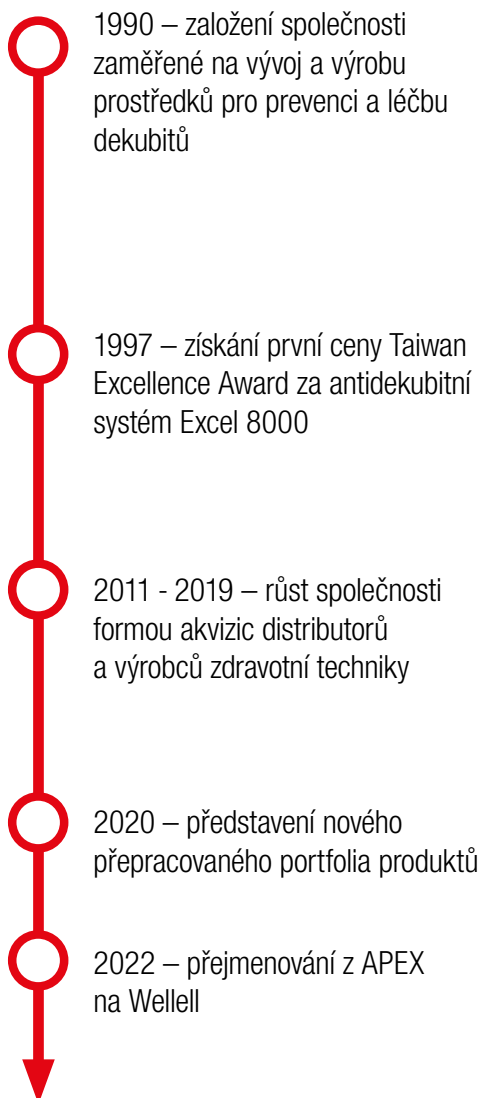 1990 – založení společnosti
zaměřené na vývoj a výrobu
prostředků pro prevenci a léčbu
dekubitů
1997 – získání první ceny Taiwan
Excellence Award za antidekubitní
systém Excel 8000
2011 - 2019 – růst společnosti
formou akvizic distributorů
a výrobců zdravotní techniky
2020 – představení nového
přepracovaného portfolia produktů
2022 – přejmenování z APEX
na Wellell